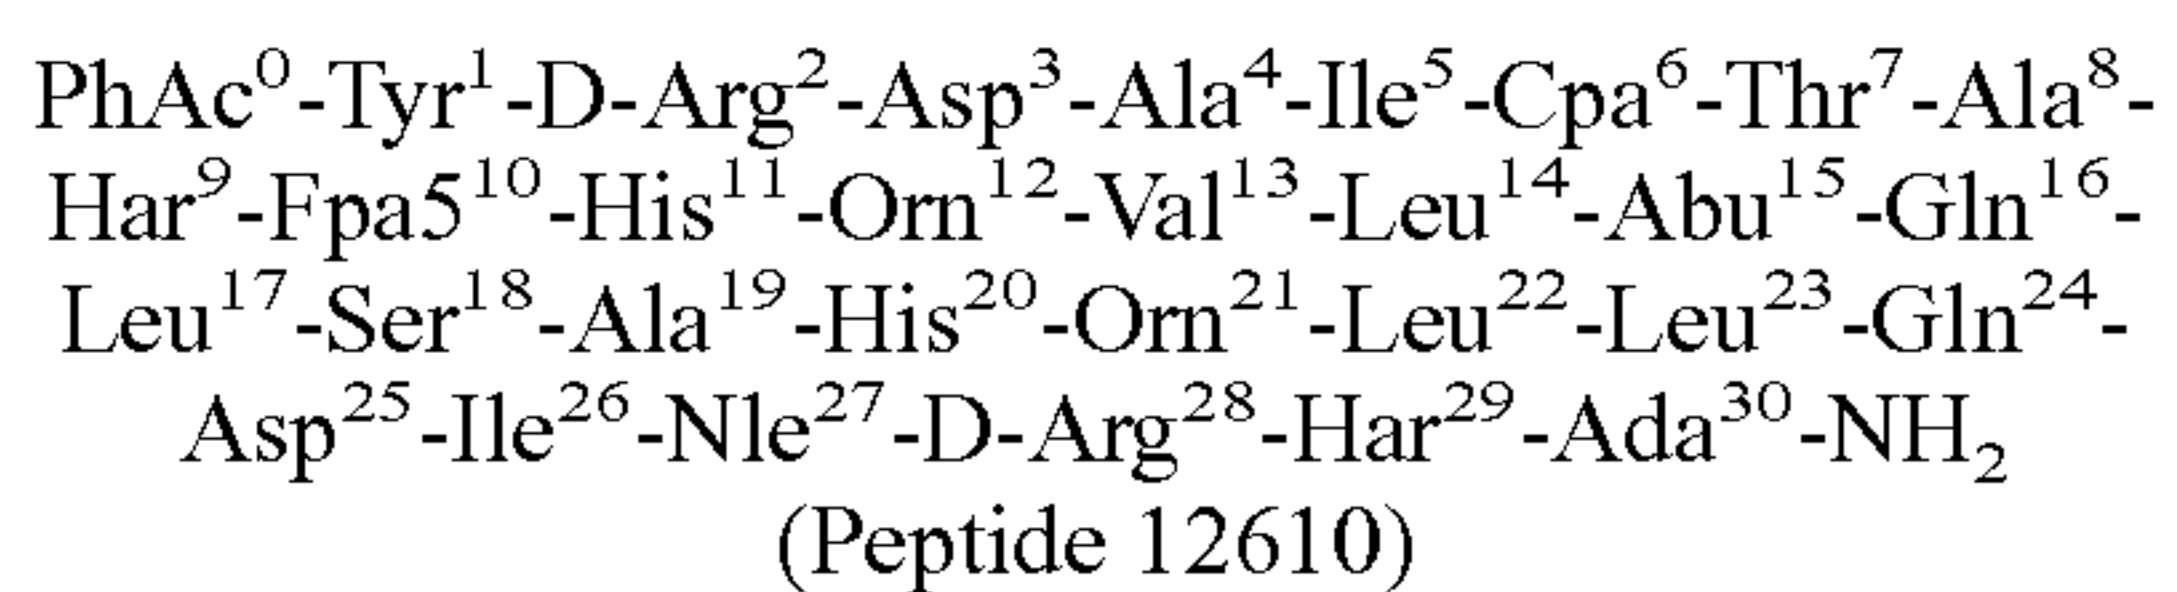 PhAc⁰-Tyr¹-D-Arg²-Asp³-Ala⁴-Ile⁵-Cpa⁶-Thr⁷-Ala⁸-
Har⁹-Fpa5¹⁰-His¹¹-Orn¹²-Val¹³-Leu¹⁴-Abu¹⁵-Gln¹⁶-
Leu¹⁷-Ser¹⁸-Ala¹⁹-His²⁰-Orn²¹-Leu²²-Leu²³-Gln²⁴-
Asp²⁵-Ile²⁶-Nle²⁷-D-Arg²⁸-Har²⁹-Ada³⁰-NH₂
(Peptide 12610)